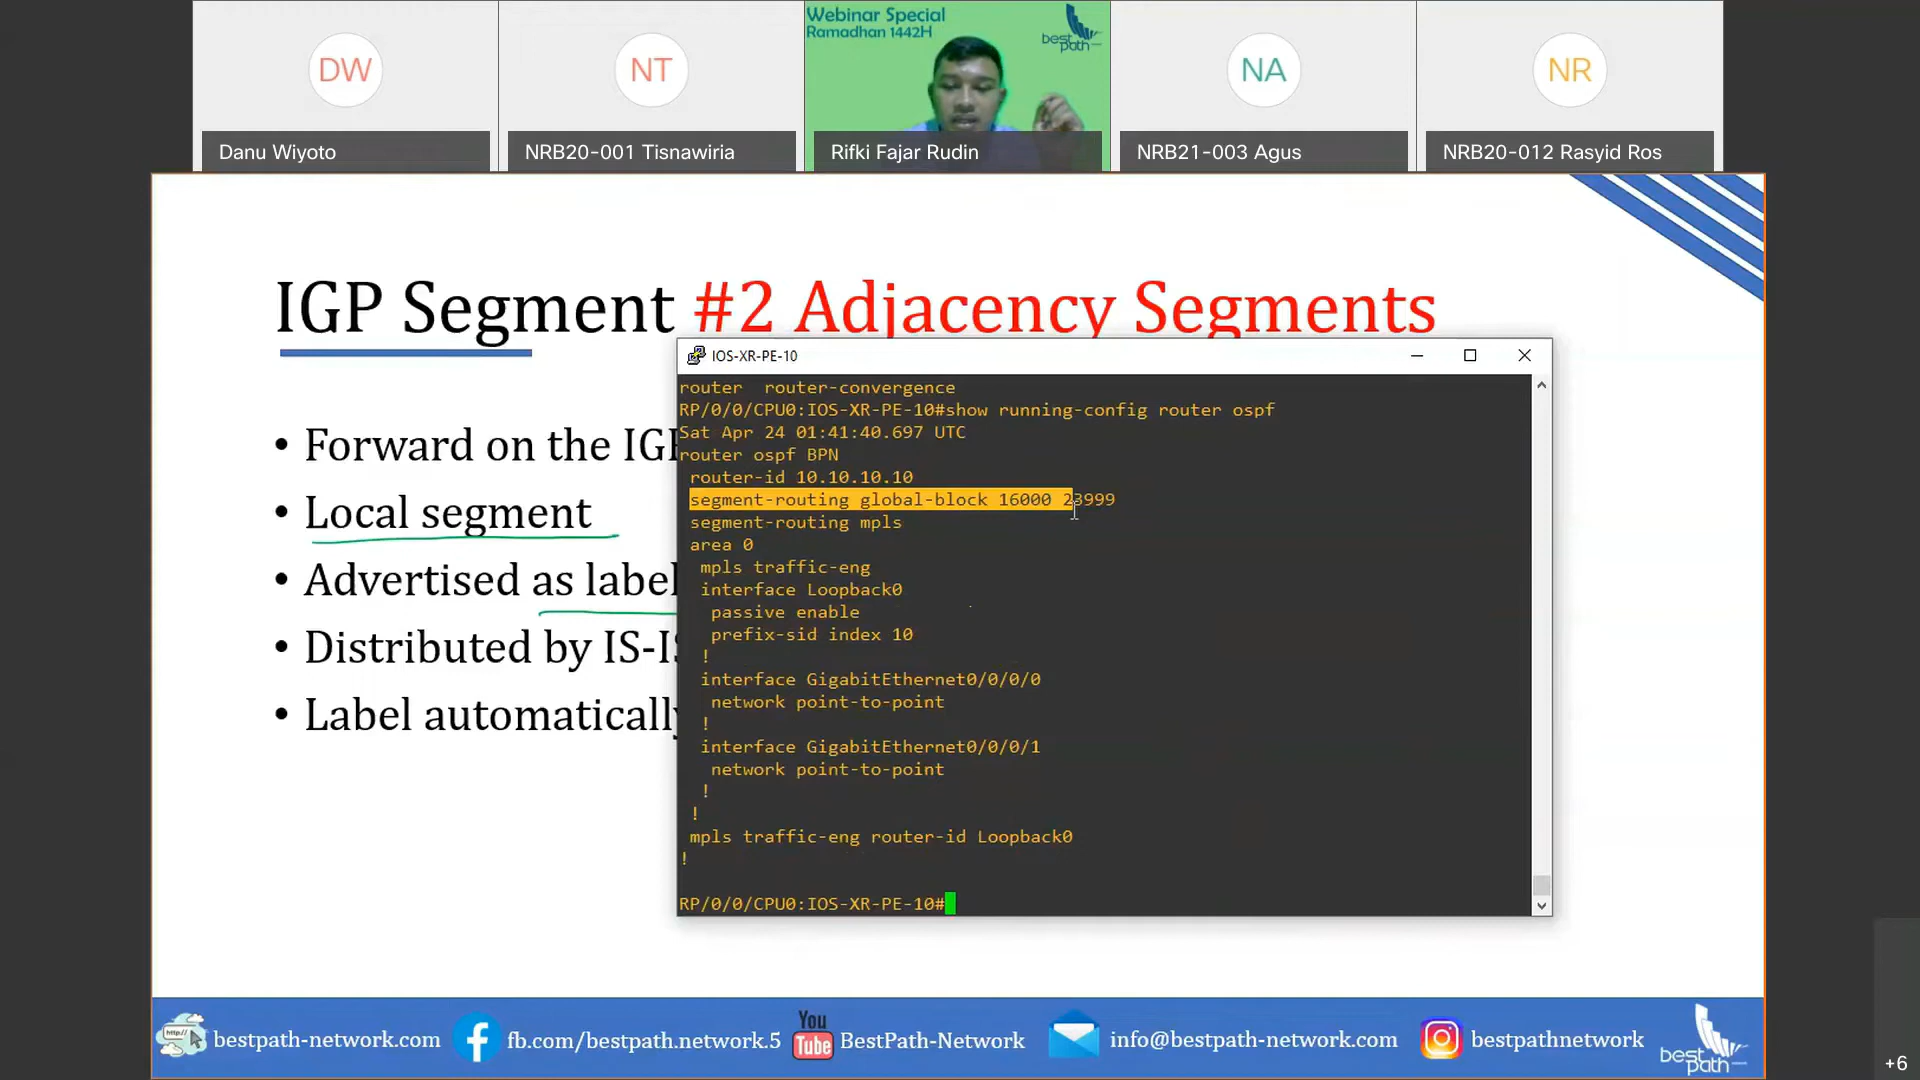 DW
Danu Wiyoto
NT
NRB20-001 Tisnawiria
Webinar Special
Ramadhan 1442H
best path
Rifki Fajar Rudin
NA
NRB21-003 Agus
NR
NRB20-012 Rasyid Ros
IGP Segment #2 Adjacency Segments
• Forward on the IG
• Local segment
• Advertised as label
• Distributed by IS-I
• Label automatically
IOS-XR-PE-10
router  router-convergence
RP/0/0/CPU0:IOS-XR-PE-10#show running-config router ospf
Sat Apr 24 01:41:40.697 UTC
router ospf BPN
router-id 10.10.10.10
segment-routing global-block 16000 23999
segment-routing mpls
area 0
mpls traffic-eng
interface Loopback0
passive enable
prefix-sid index 10
!
interface GigabitEthernet0/0/0/0
network point-to-point
!
interface GigabitEthernet0/0/0/1
network point-to-point
!
!
mpls traffic-eng router-id Loopback0
!
RP/0/0/CPU0:IOS-XR-PE-10#
http://
bestpath-network.com
f
fb.com/bestpath.network.5
You Tube
BestPath-Network
info@bestpath-network.com
bestpathnetwork
best path
+6